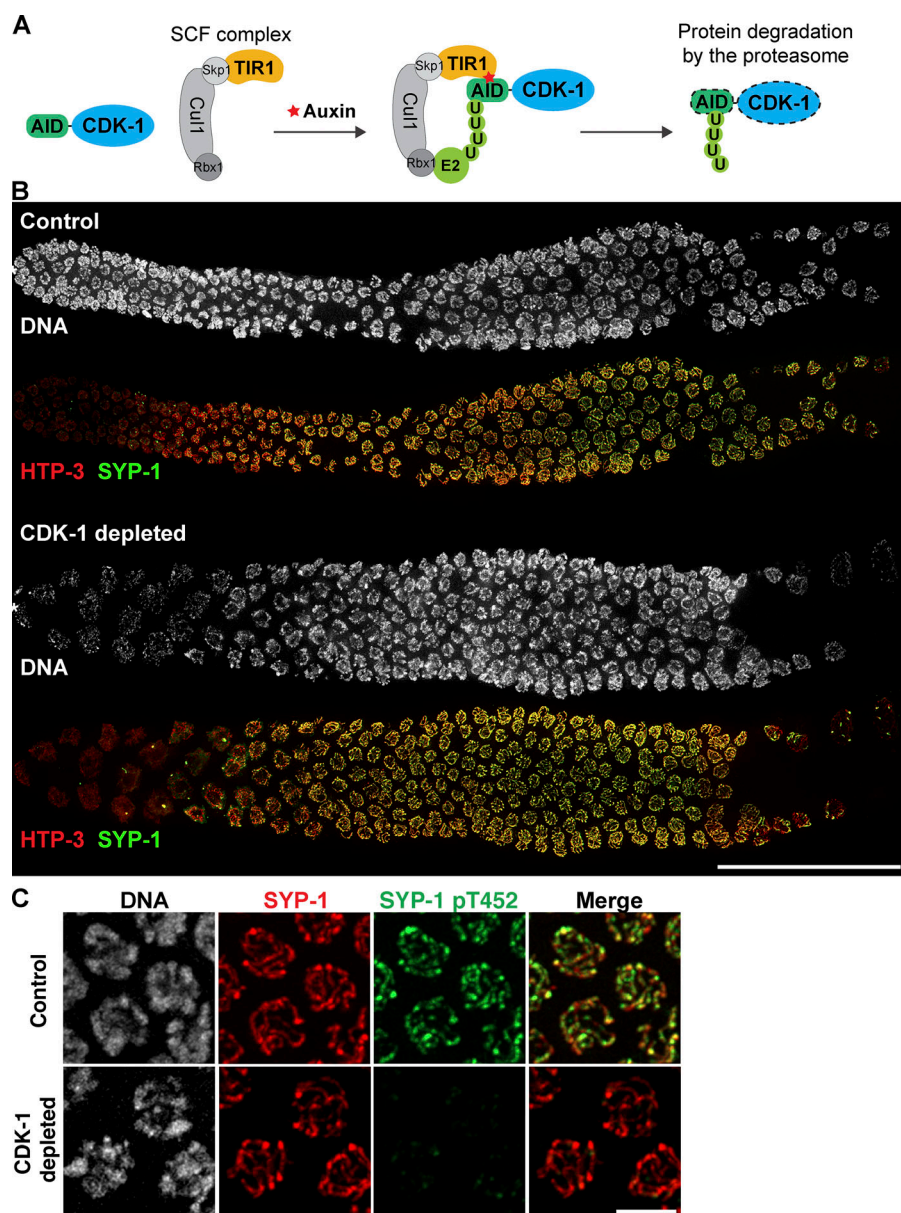 A
SCF complex
Protein degradation
by the proteasome
Skp1 TIR1
Cul1
Rbx1
AID CDK-1
Auxin
Skp1 TIR1
Cul1
AID CDK-1
U
U
U
U
Rbx1 E2
AID CDK-1
U
U
U
U
B
Control
DNA
HTP-3 SYP-1
CDK-1 depleted
*
DNA
HTP-3 SYP-1
C
DNA SYP-1 SYP-1 pT452 Merge
Control
CDK-1
depleted